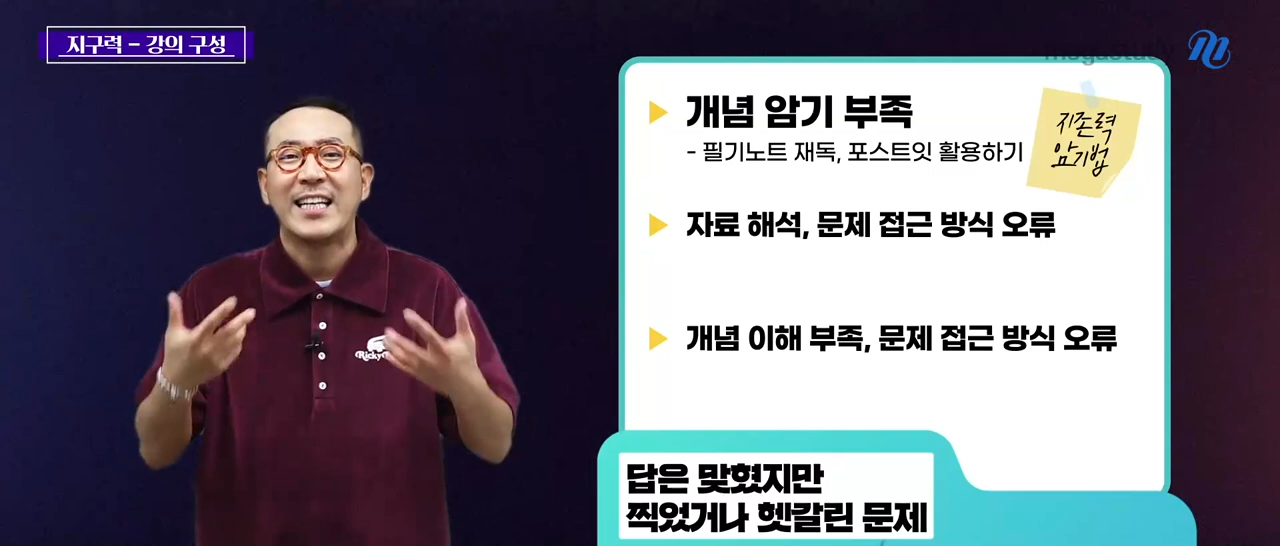 지구력 - 강의 구성
megastudy
개념 암기 부족
- 필기노트 재독, 포스트잇 활용하기
지존력
암기법
자료 해석, 문제 접근 방식 오류
개념 이해 부족, 문제 접근 방식 오류
답은 맞혔지만
찍었거나 헷갈린 문제